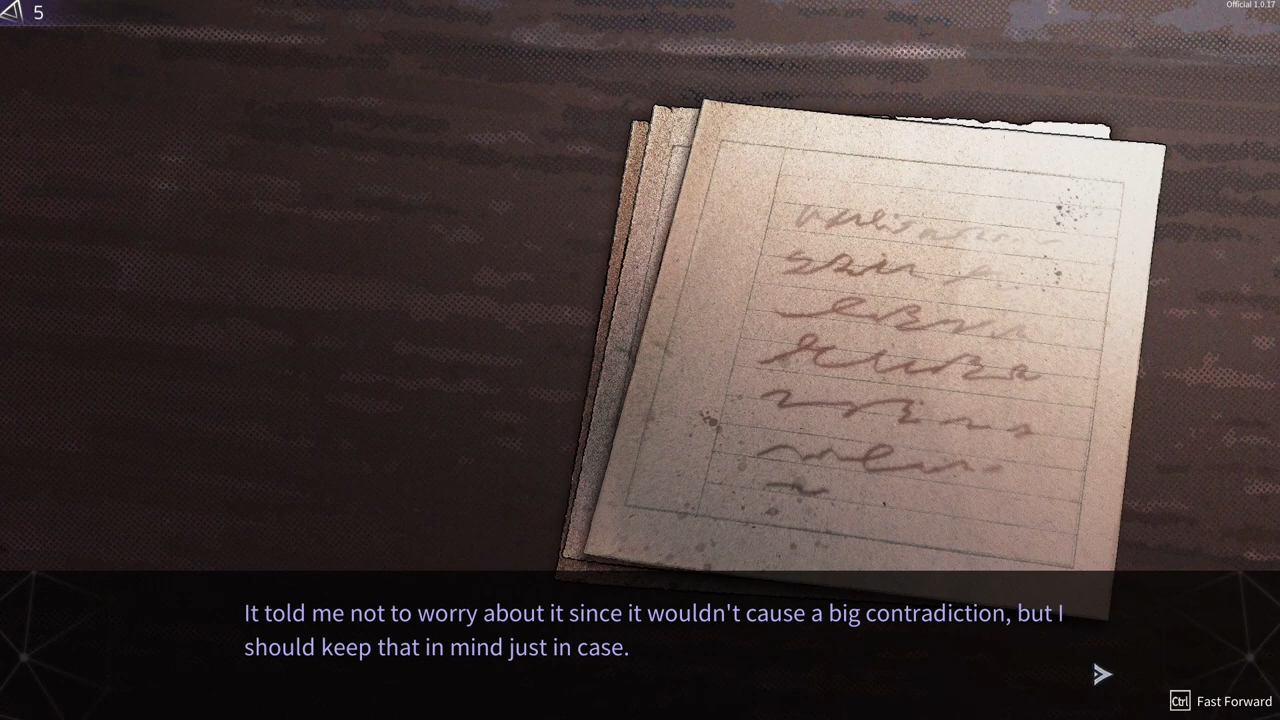 5
Official 1.0.17
It told me not to worry about it since it wouldn't cause a big contradiction, but I
should keep that in mind just in case.
Ctrl Fast Forward